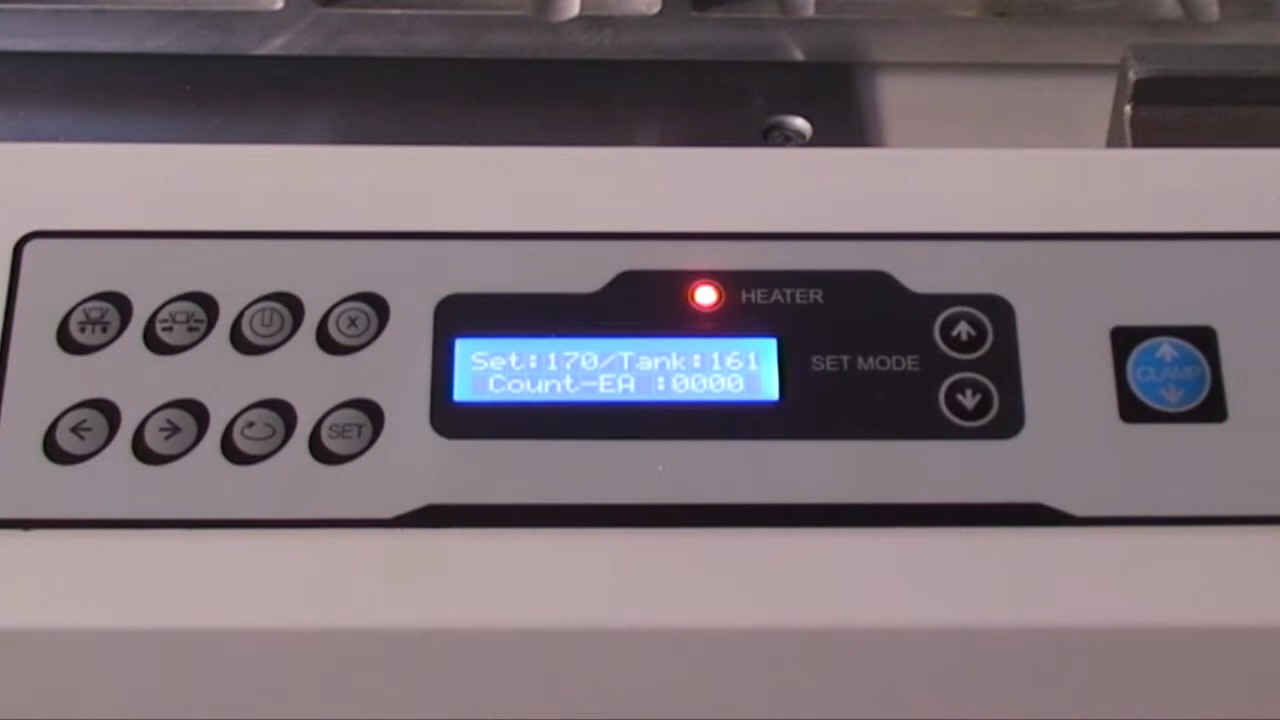 HEATER
Set:170/Tank:161
Count-EA :0000
SET MODE
CLAMP
X
SET